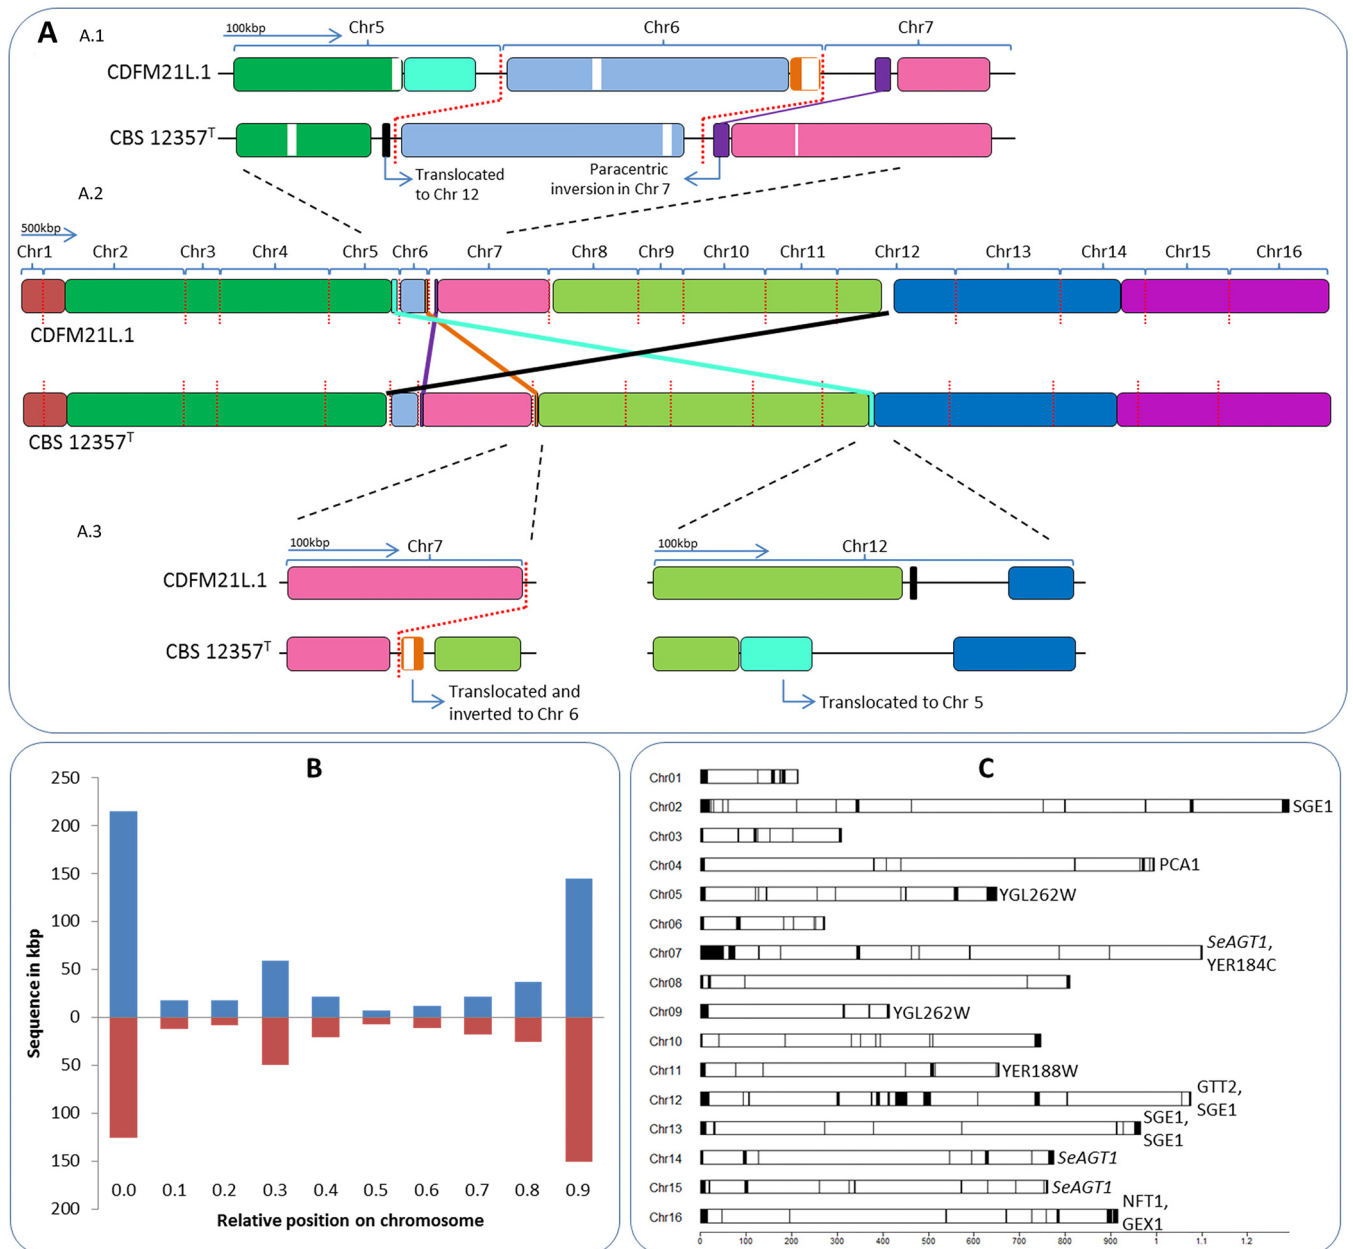 A
A.1
100kbp
Chr5
Chr6
Chr7
CDFM21L.1
CBS 12357T
Translocated
to Chr 12
Paracentric
inversion in Chr 7
A.2
500kbp
Chr1
Chr2
Chr3
Chr4
Chr5
Chr6
Chr7
Chr8
Chr9
Chr10
Chr11
Chr12
Chr13
Chr14
Chr15
Chr16
CDFM21L.1
CBS 12357T
A.3
100kbp
Chr7
CDFM21L.1
CBS 12357T
Translocated and
inverted to Chr 6
100kbp
Chr12
Translocated to Chr 5
B
Sequence in kbp
250
200
150
100
50
0
50
100
150
200
0.0 0.1 0.2 0.3 0.4 0.5 0.6 0.7 0.8 0.9
Relative position on chromosome
C
Chr01
Chr02 SGE1
Chr03
Chr04 PCA1
Chr05 YGL262W
Chr06
Chr07 SeAGT1,
YER184C
Chr08
Chr09 YGL262W
Chr10
Chr11 YER188W
Chr12 GTT2,
SGE1
Chr13 SGE1,
SGE1
Chr14 SeAGT1
Chr15 SeAGT1
Chr16 NFT1,
GEX1
0 100 200 300 400 500 600 700 800 900 1 1.1 1.2